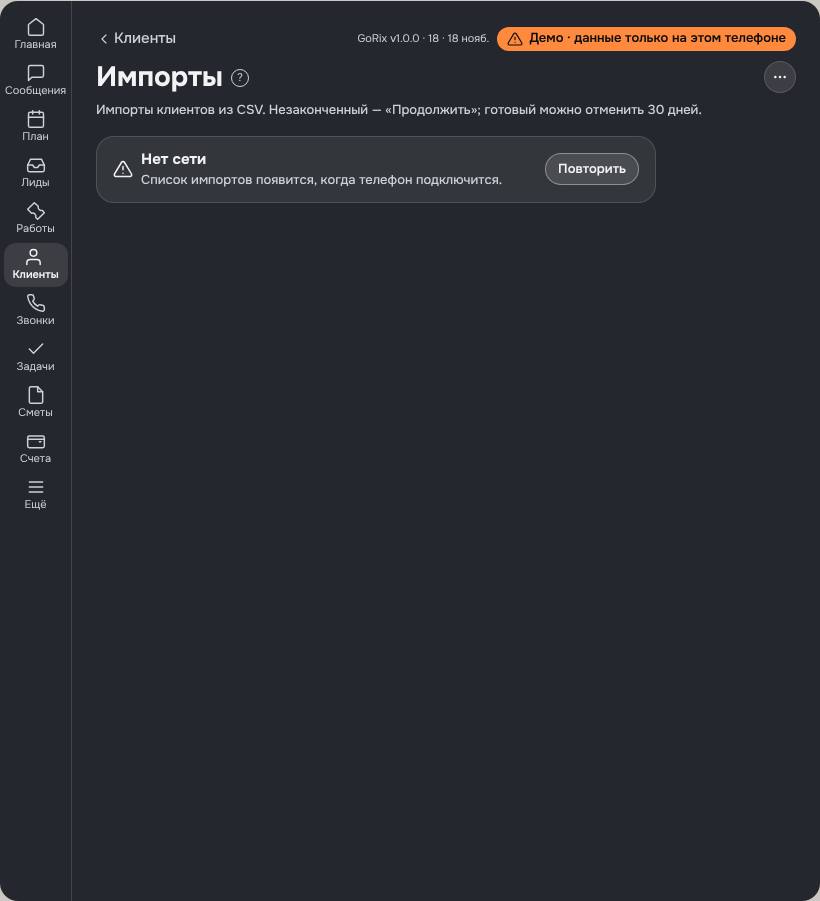 Главная
Сообщения
План
Лиды
Работы
Клиенты
Звонки
Задачи
Сметы
Счета
Ещё
Клиенты
GoRix v1.0.0 · 18 · 18 нояб.
Демо · данные только на этом телефоне
Импорты ?
Импорты клиентов из CSV. Незаконченный — «Продолжить»; готовый можно отменить 30 дней.
Нет сети
Список импортов появится, когда телефон подключится.
Повторить